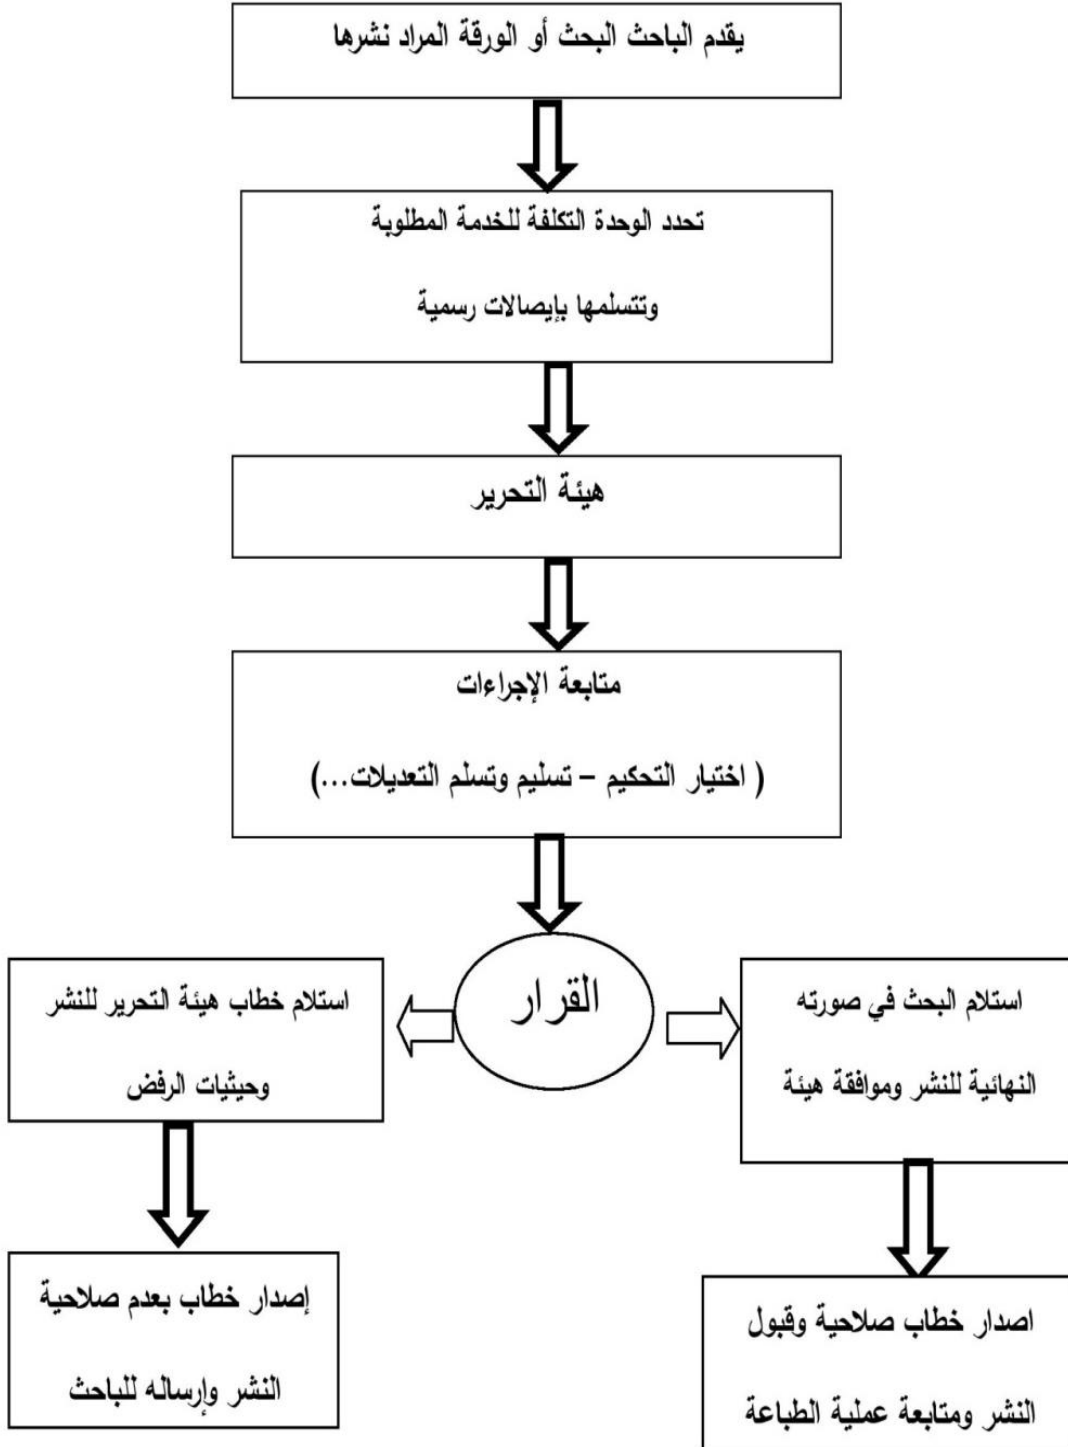 يقدم الباحث البحث أو الورقة المراد نشرها
تحدد الوحدة التكلفة للخدمة المطلوبة
وتتسلمها بإيصالات رسمية
هيئة التحرير
متابعة الإجراءات
( اختيار التحكيم – تسليم وتسلم التعديلات...)
القرار
استلام البحث في صورته
النهائية للنشر وموافقة هيئة
استلام خطاب هيئة التحرير للنشر
وحيثيات الرفض
اصدار خطاب صلاحية وقبول
النشر ومتابعة عملية الطباعة
إصدار خطاب بعدم صلاحية
النشر وإرساله للباحث